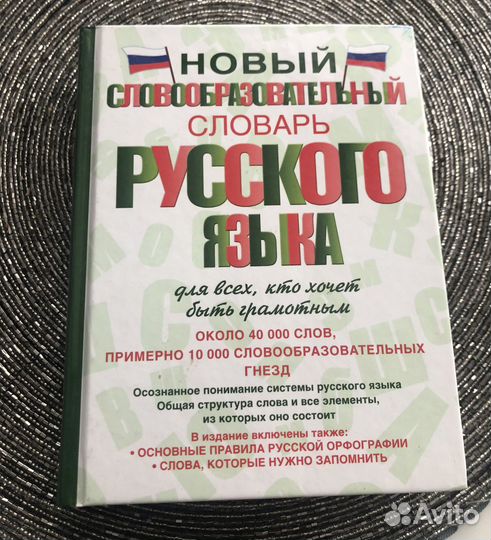 НОВЫЙ
СЛОВООБРАЗОВАТЕЛЬНЫЙ
СЛОВАРЬ
РУССКОГО
ЯЗЫКА
для всех, кто хочет
быть грамотным
ОКОЛО 40 000 СЛОВ,
ПРИМЕРНО 10 000 СЛОВООБРАЗОВАТЕЛЬНЫХ
ГНЕЗД
Осознанное понимание системы русского языка
Общая структура слова и все элементы,
из которых оно состоит
В издание включены также:
• ОСНОВНЫЕ ПРАВИЛА РУССКОЙ ОРФОГРАФИИ
• СЛОВА, КОТОРЫЕ НУЖНО ЗАПОМНИТЬ
Avito